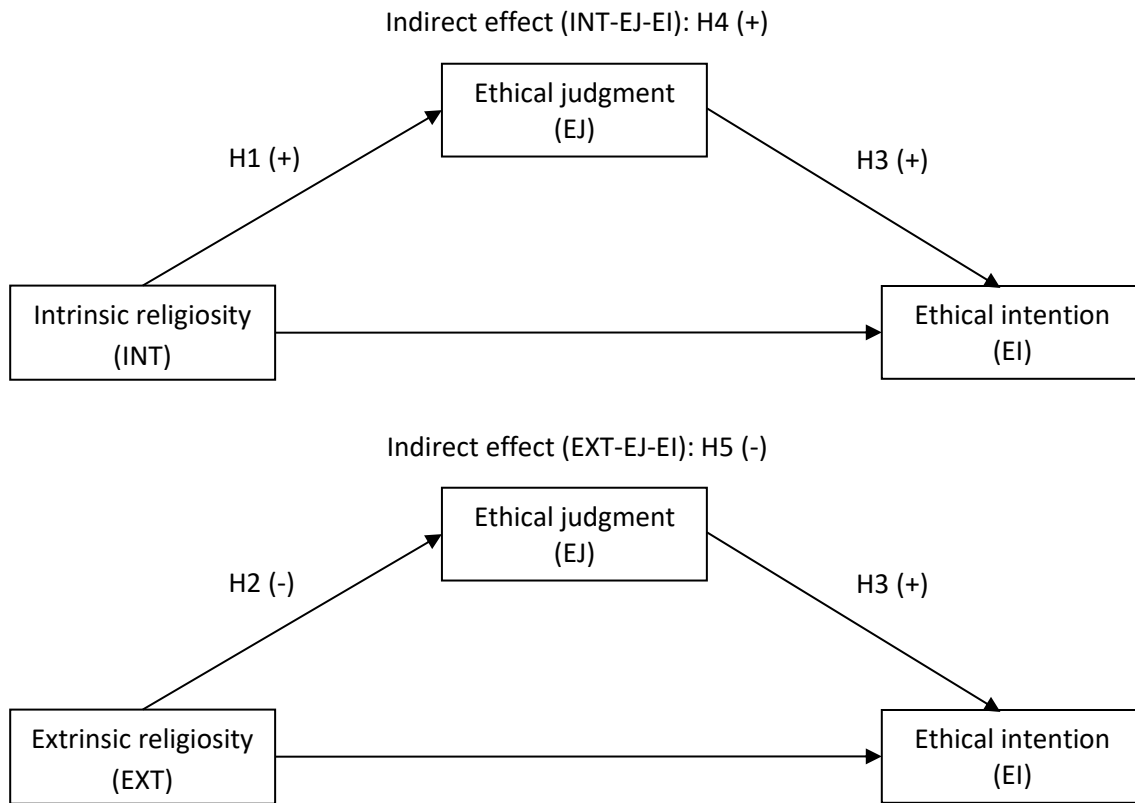 Indirect effect (INT-EJ-EI): H4 (+)
Ethical judgment
(EJ)
H1 (+)
H3 (+)
Intrinsic religiosity
(INT)
Ethical intention
(EI)
Indirect effect (EXT-EJ-EI): H5 (-)
Ethical judgment
(EJ)
H2 (-)
H3 (+)
Extrinsic religiosity
(EXT)
Ethical intention
(EI)